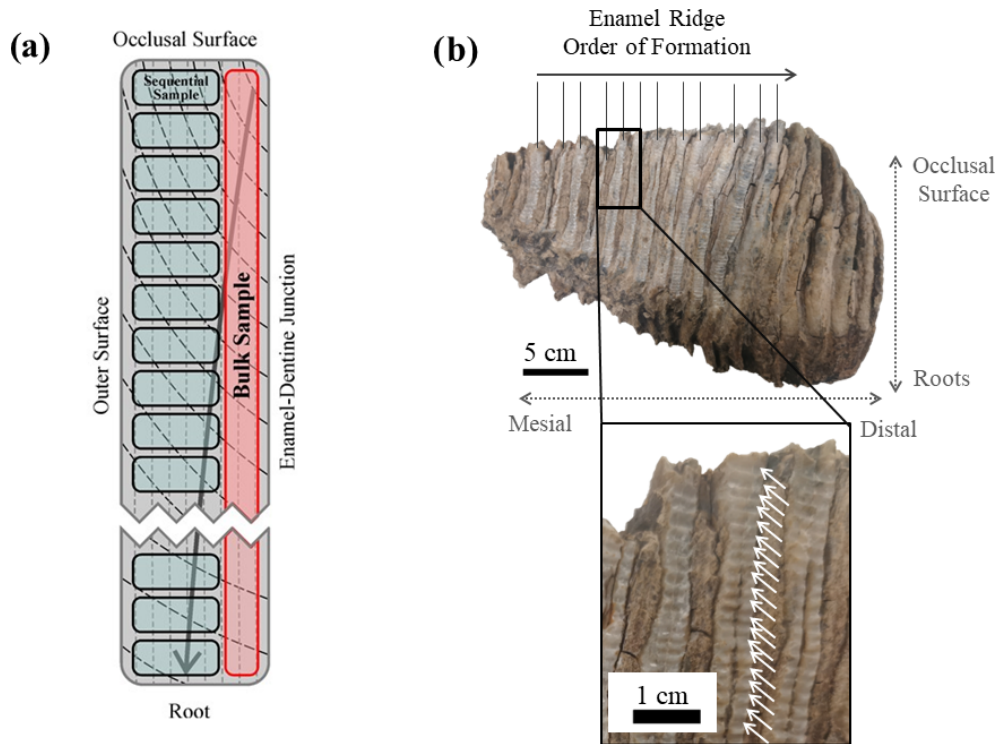 (a)
Occlusal Surface
Sequential
Sample
Outer Surface
Bulk Sample
Enamel-Dentine Junction
Root
(b)
Enamel Ridge
Order of Formation
Occlusal
Surface
5 cm
Roots
Mesial
Distal
1 cm